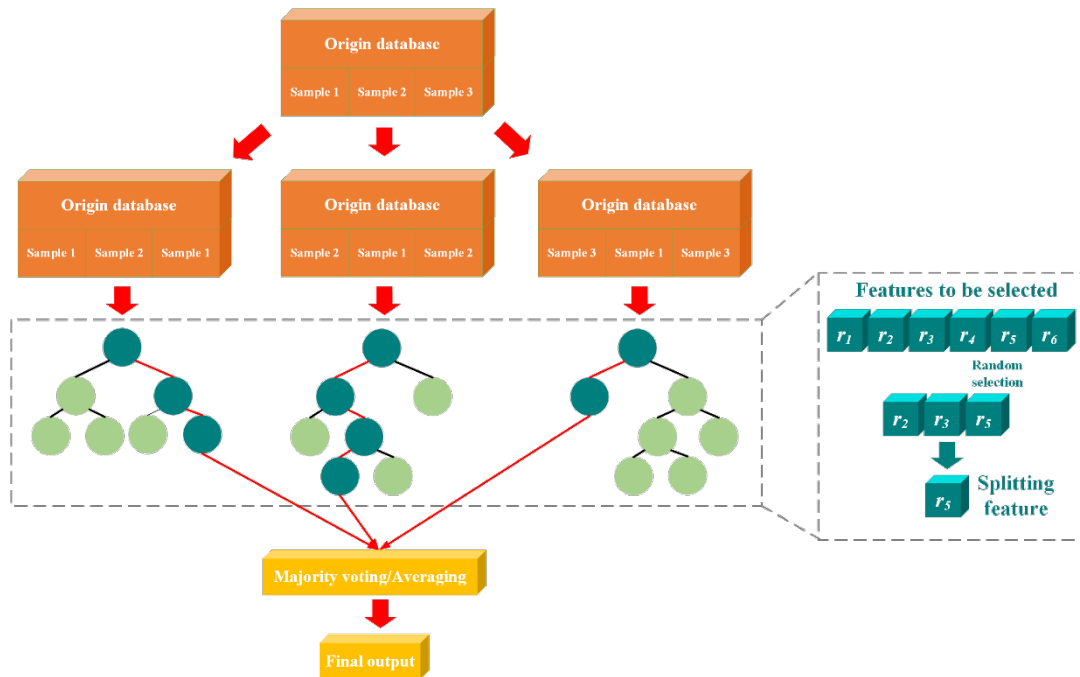 Origin database
Sample 1 Sample 2 Sample 3
Origin database
Sample 1 Sample 2 Sample 1
Origin database
Sample 2 Sample 1 Sample 2
Origin database
Sample 3 Sample 1 Sample 3
Features to be selected
r1 r2 r3 r4 r5 r6
Random
selection
r2 r3 r5
r5
Splitting
feature
Majority voting/Averaging
Final output